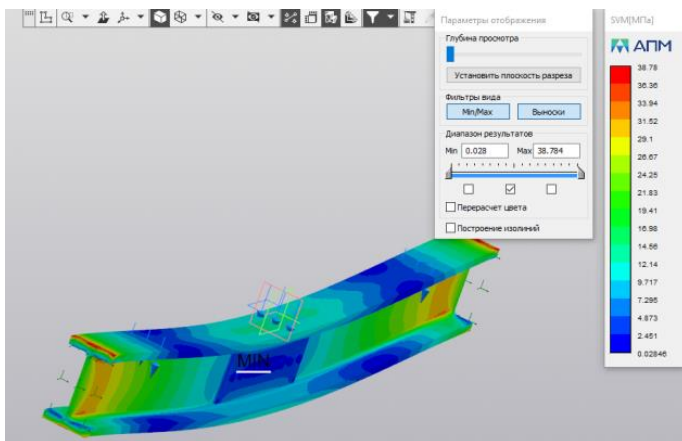 Параметры отображения
Глубина просмотра
Установить плоскость разреза
Фильтры вида
Min/Max
Выноски
Диапазон результатов
Min 0.028 Max 38.784
Перерасчет цвета
Построение изолиний
SVM[МПа]
АПМ
38.78
36.36
33.94
31.52
29.1
26.67
24.25
21.83
19.41
16.98
14.56
12.14
9.717
7.295
4.873
2.451
0.02846
MIN